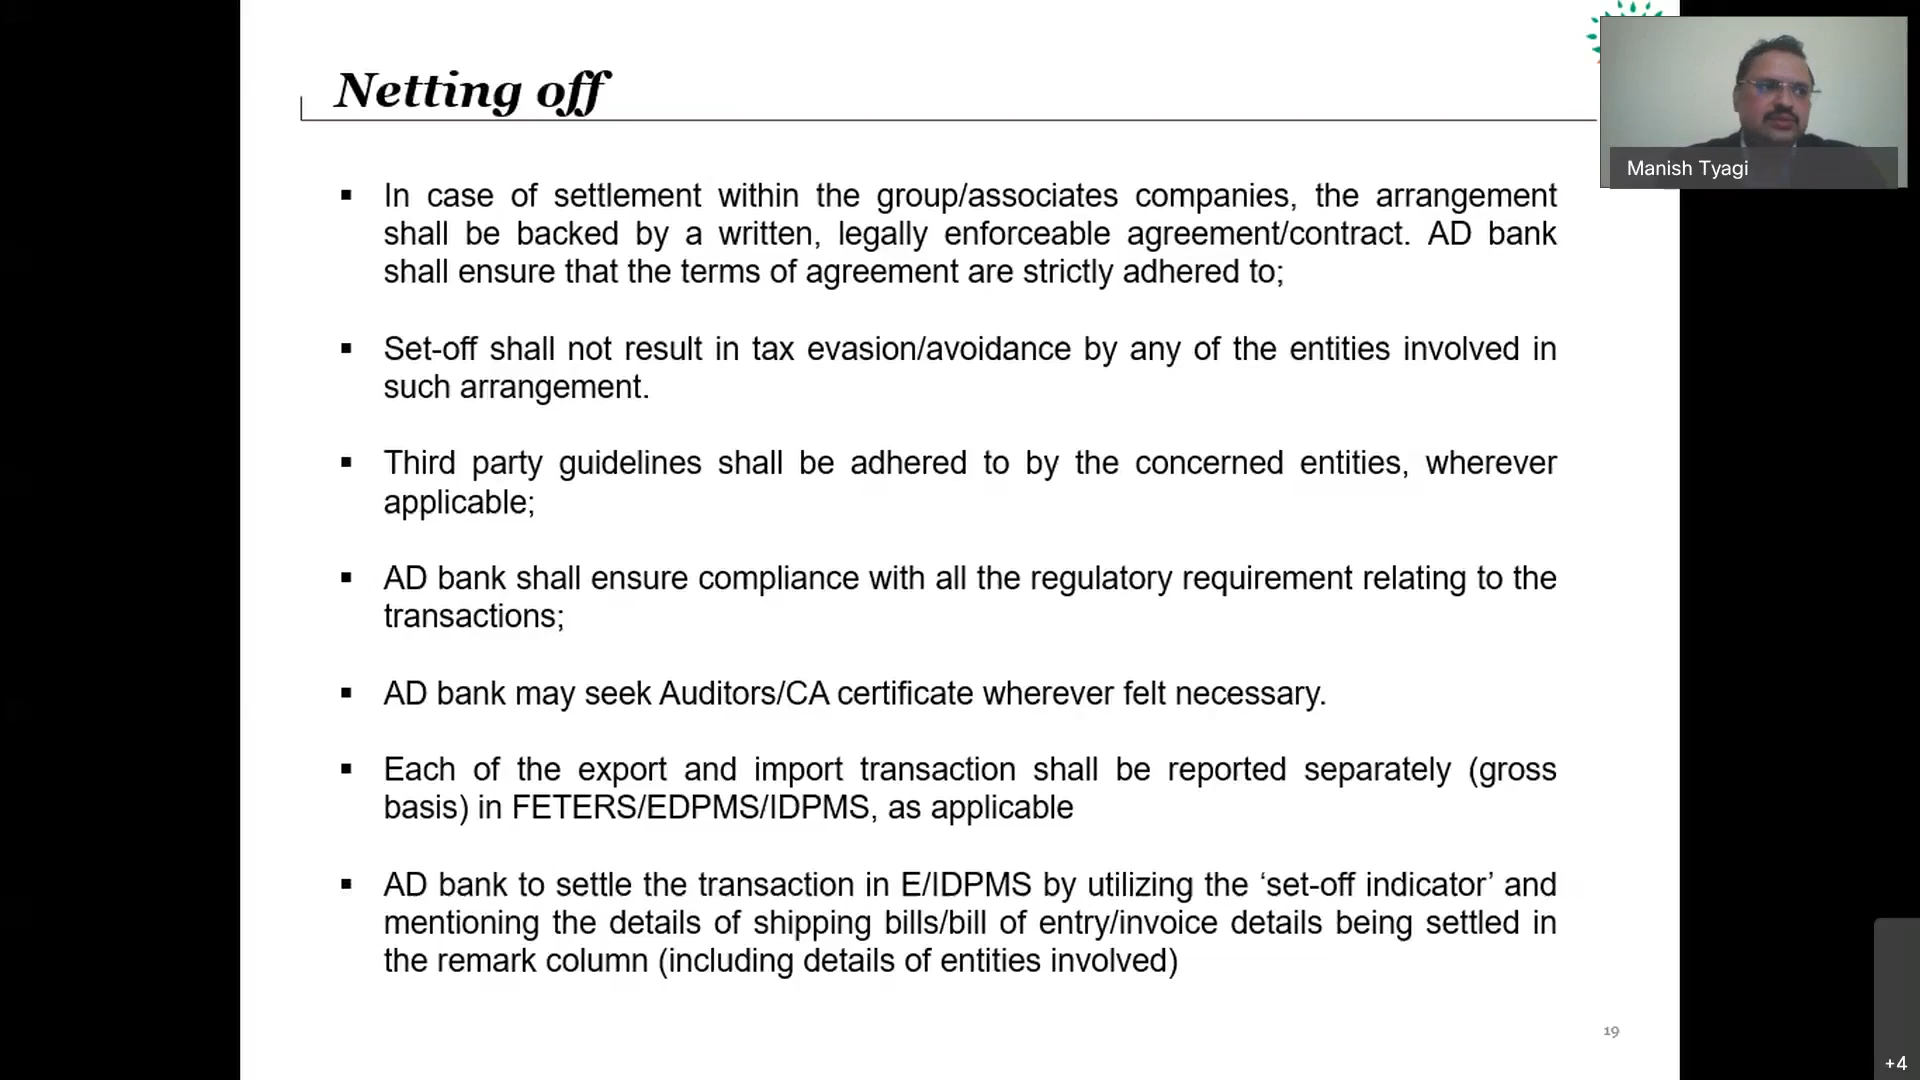 Netting off
Manish Tyagi
▪ In case of settlement within the group/associates companies, the arrangement
shall be backed by a written, legally enforceable agreement/contract. AD bank
shall ensure that the terms of agreement are strictly adhered to;
▪ Set-off shall not result in tax evasion/avoidance by any of the entities involved in
such arrangement.
▪ Third party guidelines shall be adhered to by the concerned entities, wherever
applicable;
▪ AD bank shall ensure compliance with all the regulatory requirement relating to the
transactions;
▪ AD bank may seek Auditors/CA certificate wherever felt necessary.
▪ Each of the export and import transaction shall be reported separately (gross
basis) in FETERS/EDPMS/IDPMS, as applicable
▪ AD bank to settle the transaction in E/IDPMS by utilizing the ‘set-off indicator’ and
mentioning the details of shipping bills/bill of entry/invoice details being settled in
the remark column (including details of entities involved)
19
+4